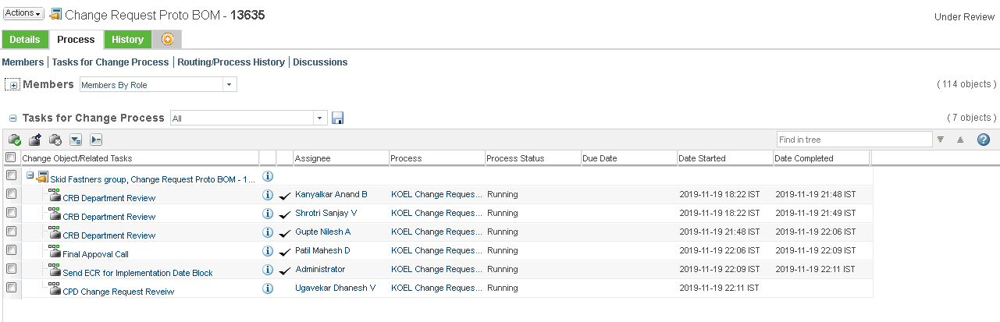 Actions
Change Request Proto BOM - 13635
Under Review
Details Process History
Members Tasks for Change Process Routing/Process History Discussions
Members Members By Role ( 114 objects )
Tasks for Change Process All ( 7 objects )
Find in tree
Change Object/Related Tasks Assignee Process Process Status Due Date Date Started Date Completed
Skid Fastners group, Change Request Proto BOM - 1...
CRB Department Review Kanyalkar Anand B KOEL Change Reques... Running 2019-11-19 18:22 IST 2019-11-19 21:48 IST
CRB Department Review Shrotri Sanjay V KOEL Change Reques... Running 2019-11-19 18:22 IST 2019-11-19 21:49 IST
CRB Department Review Gupte Nilesh A KOEL Change Reques... Running 2019-11-19 21:48 IST 2019-11-19 22:06 IST
Final Appoval Call Patil Mahesh D KOEL Change Reques... Running 2019-11-19 22:06 IST 2019-11-19 22:09 IST
Send ECR for Implementation Date Block Administrator KOEL Change Reques... Running 2019-11-19 22:09 IST 2019-11-19 22:11 IST
CPD Change Request Reveiw Ugavekar Dhanesh V KOEL Change Reques... Running 2019-11-19 22:11 IST